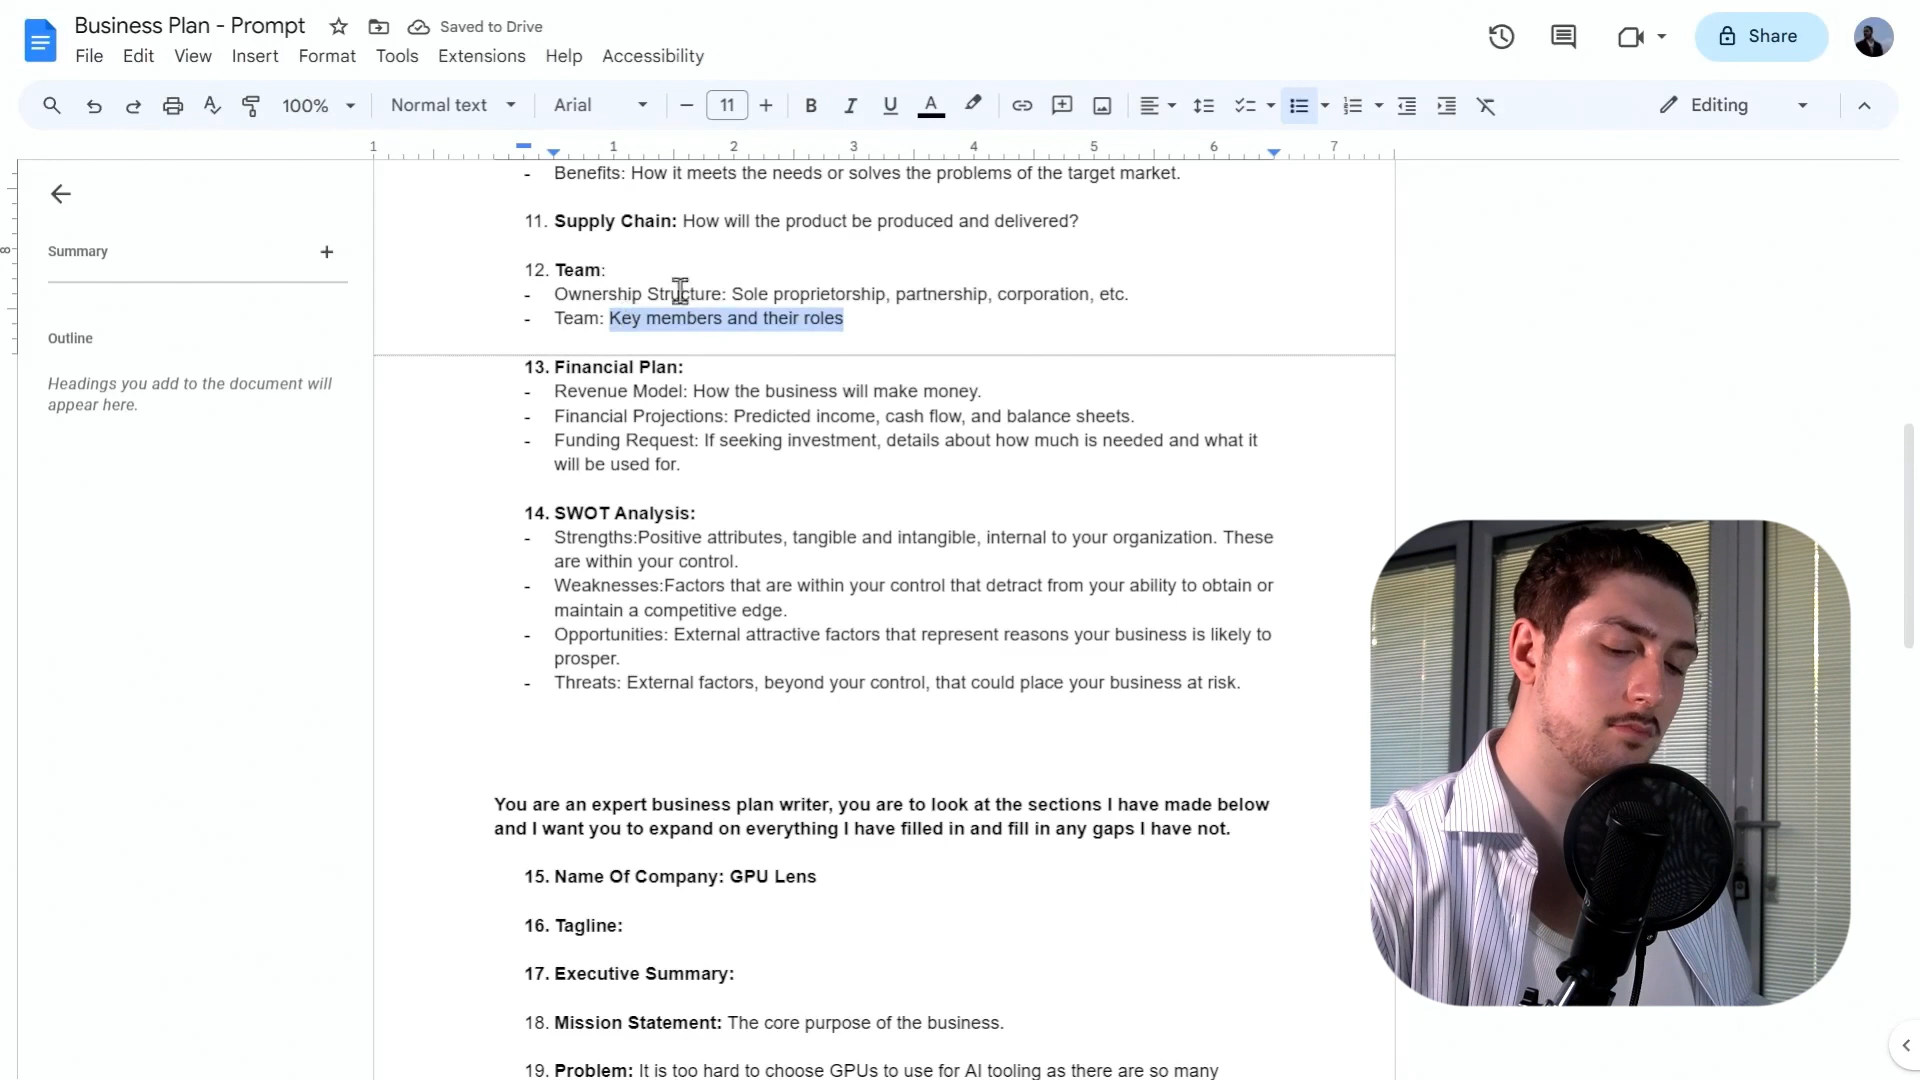 Business Plan - Prompt
Saved to Drive
File Edit View Insert Format Tools Extensions Help Accessibility
Share
100% Normal text Arial 11 Editing
1 1 2 3 4 5 6 7
8
Summary
Outline
Headings you add to the document will
appear here.
- Benefits: How it meets the needs or solves the problems of the target market.
11. Supply Chain: How will the product be produced and delivered?
12. Team:
- Ownership Structure: Sole proprietorship, partnership, corporation, etc.
- Team: Key members and their roles
13. Financial Plan:
- Revenue Model: How the business will make money.
- Financial Projections: Predicted income, cash flow, and balance sheets.
- Funding Request: If seeking investment, details about how much is needed and what it
will be used for.
14. SWOT Analysis:
- Strengths:Positive attributes, tangible and intangible, internal to your organization. These
are within your control.
- Weaknesses:Factors that are within your control that detract from your ability to obtain or
maintain a competitive edge.
- Opportunities: External attractive factors that represent reasons your business is likely to
prosper.
- Threats: External factors, beyond your control, that could place your business at risk.
You are an expert business plan writer, you are to look at the sections I have made below
and I want you to expand on everything I have filled in and fill in any gaps I have not.
15. Name Of Company: GPU Lens
16. Tagline:
17. Executive Summary:
18. Mission Statement: The core purpose of the business.
19. Problem: It is too hard to choose GPUs to use for AI tooling as there are so many